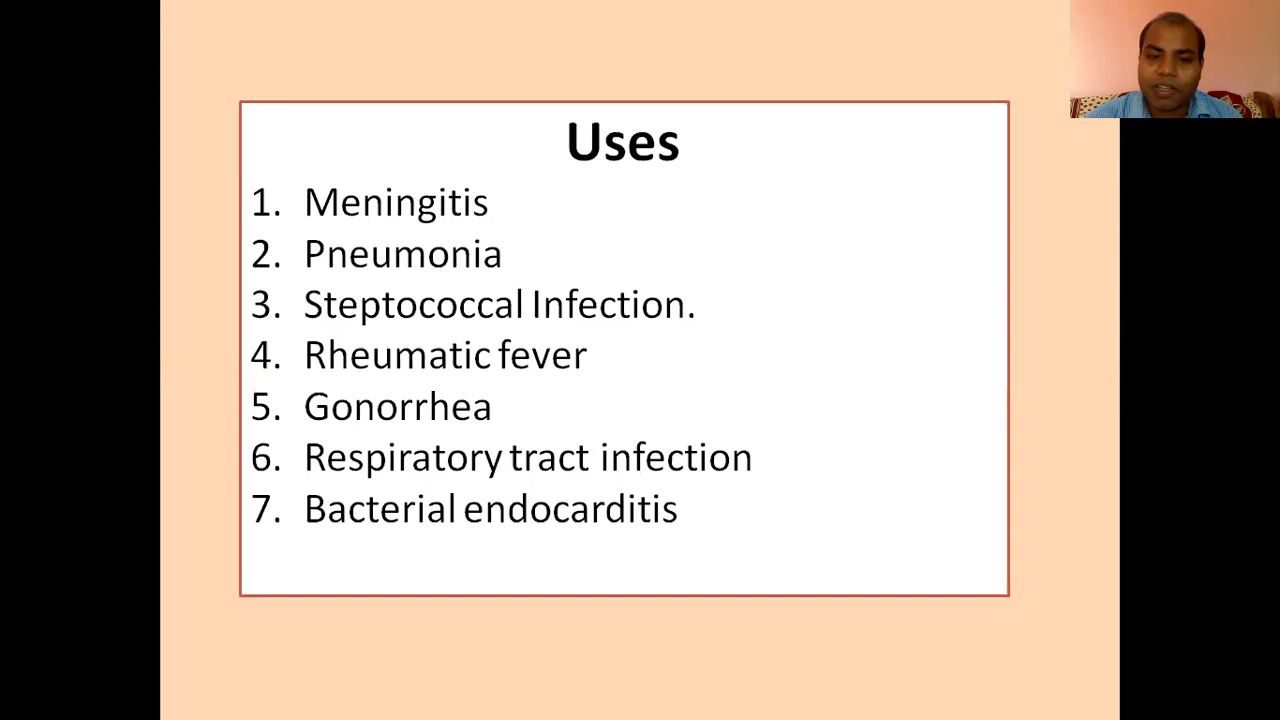 Uses
1. Meningitis
2. Pneumonia
3. Steptococcal Infection.
4. Rheumatic fever
5. Gonorrhea
6. Respiratory tract infection
7. Bacterial endocarditis